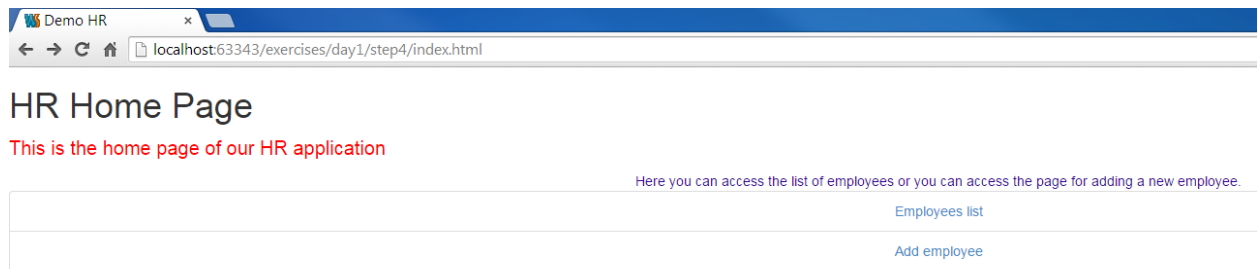 Demo HR
localhost:63343/exercises/day1/step4/index.html
HR Home Page
This is the home page of our HR application
Here you can access the list of employees or you can access the page for adding a new employee.
Employees list
Add employee